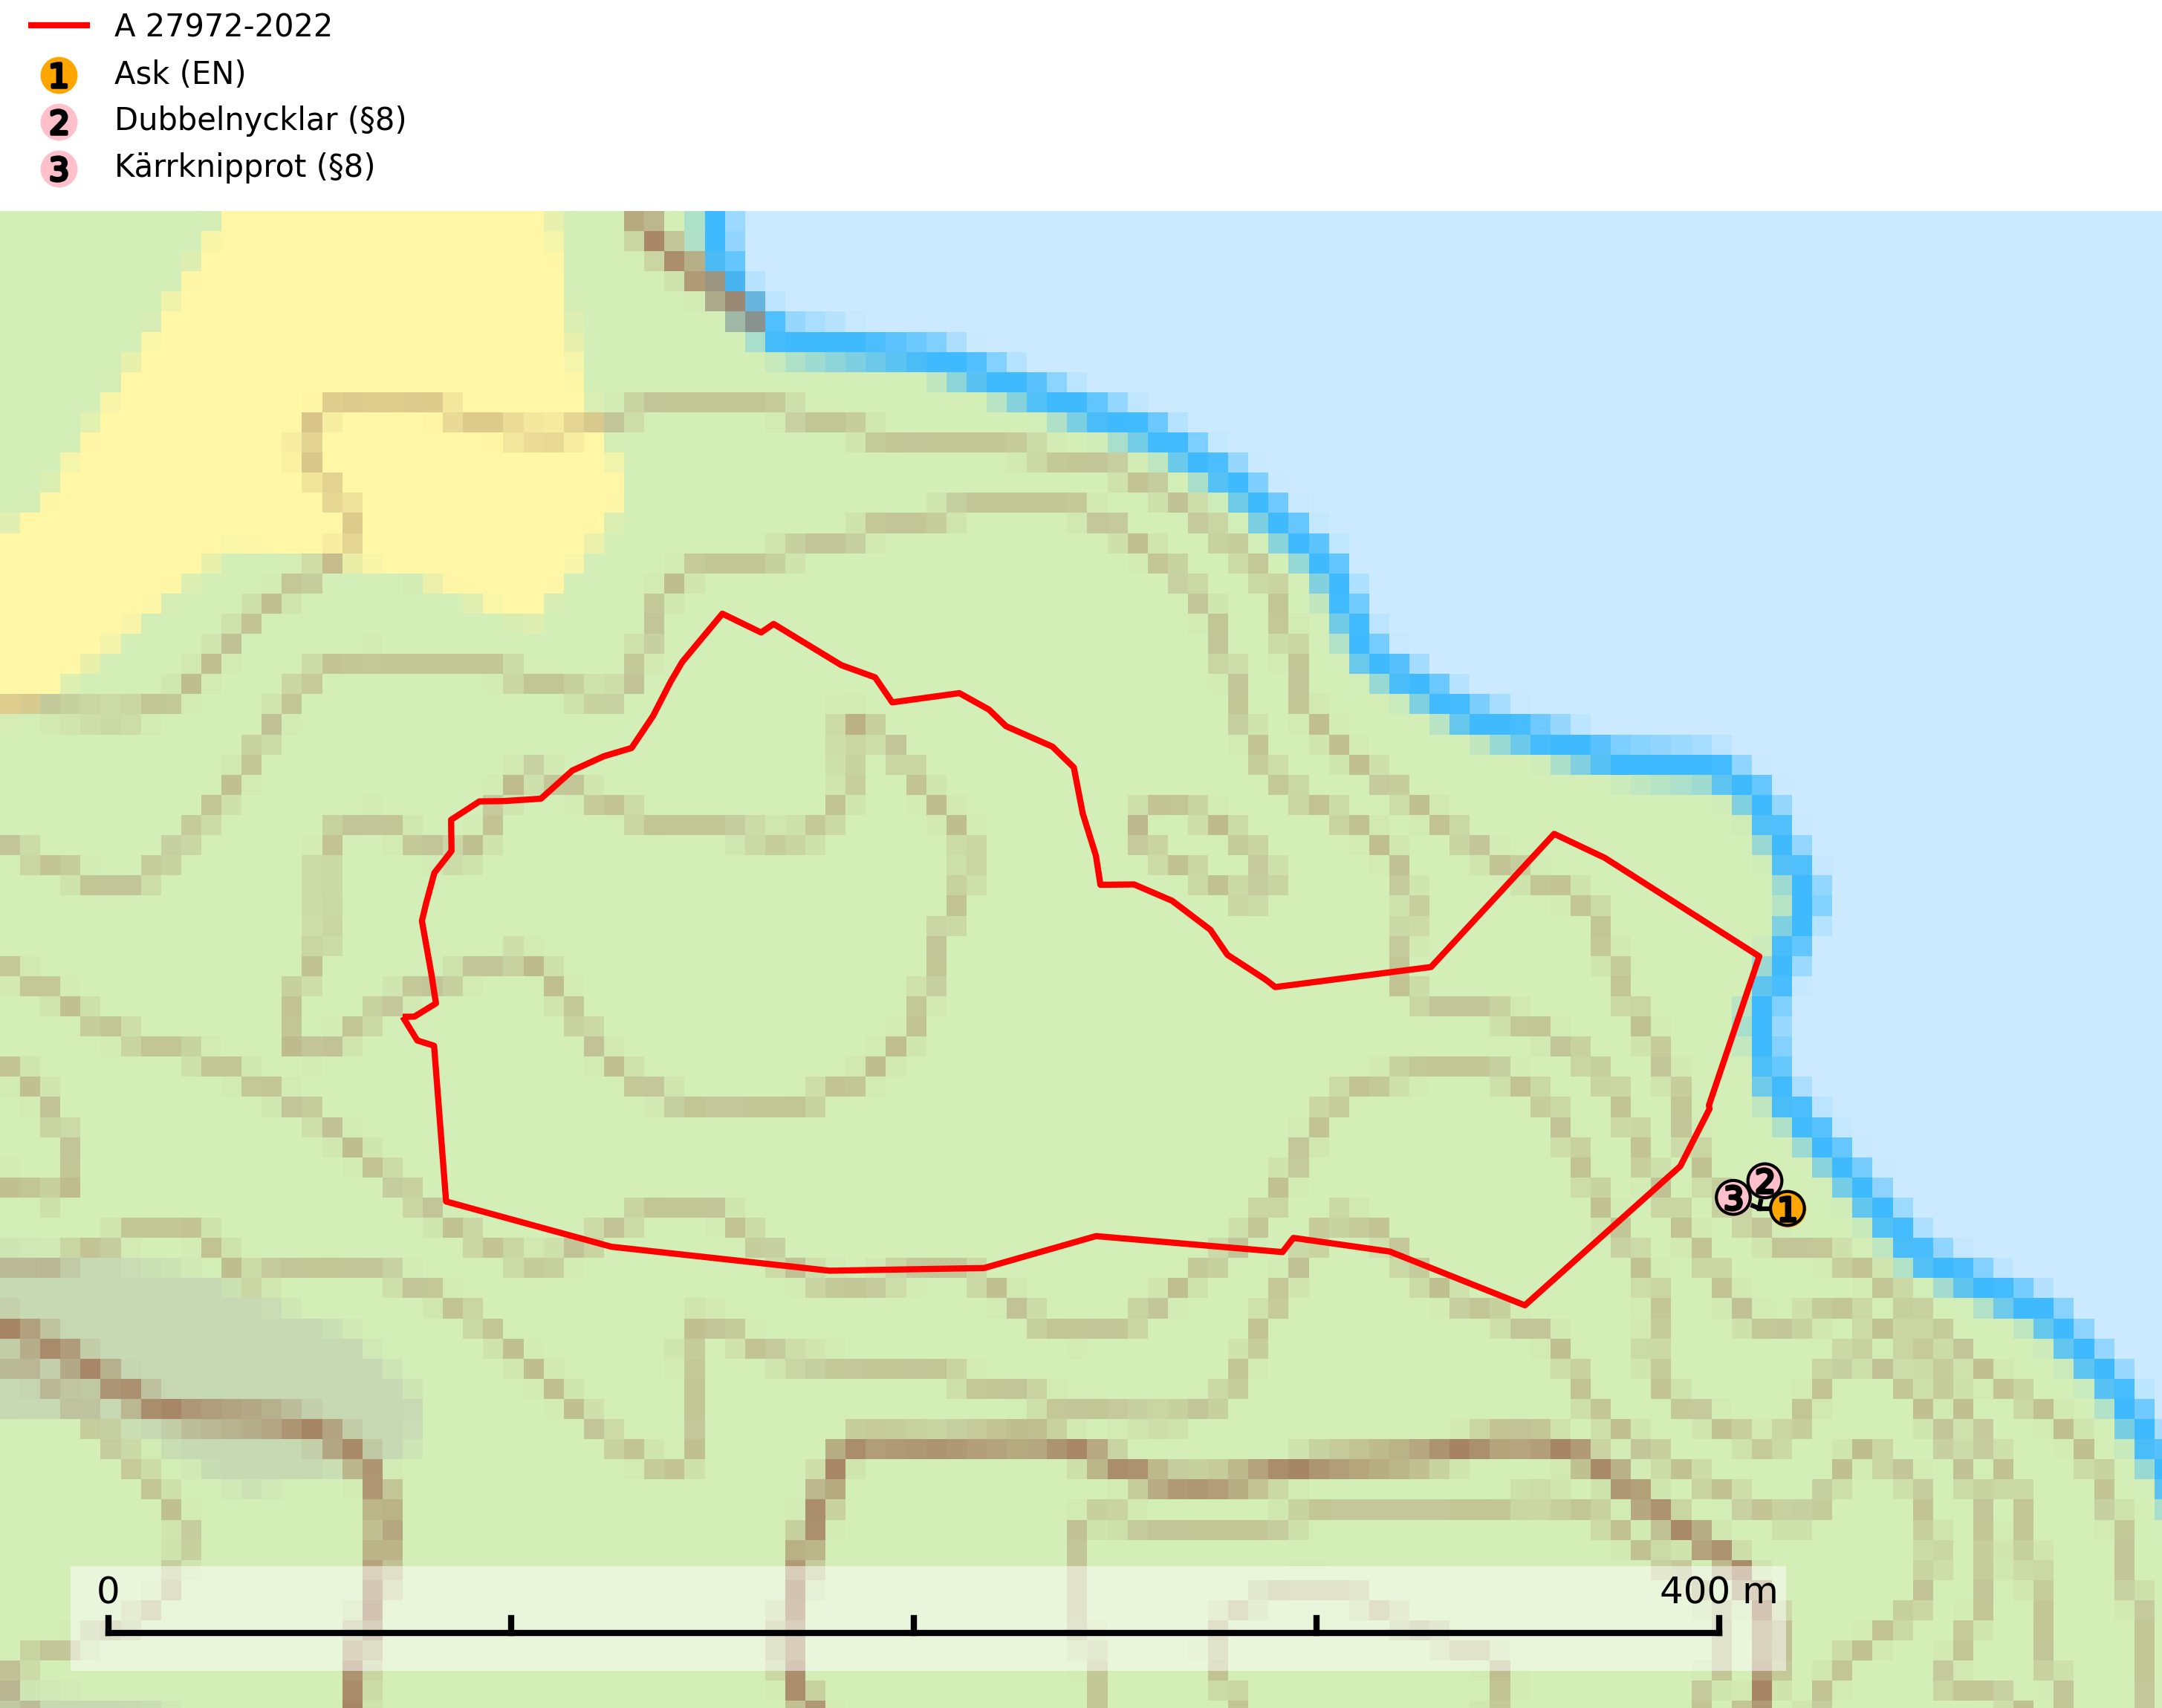 A 27972-2022
1 Ask (EN)
2 Dubbelnycklar (§8)
3 Kärrknipprot (§8)
2
3
1
0 400 m